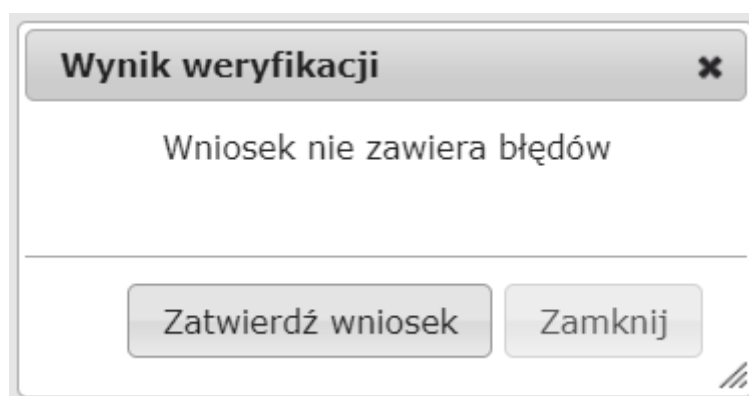 Wynik weryfikacji
Wniosek nie zawiera błędów
Zatwierdź wniosek Zamknij